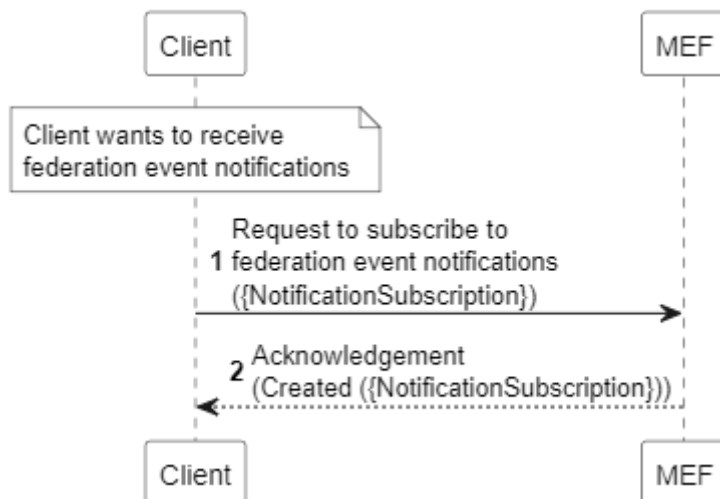 Client
MEF
Client wants to receive
federation event notifications
Request to subscribe to
1 federation event notifications
({NotificationSubscription})
2 Acknowledgement
(Created ({NotificationSubscription}))
Client
MEF